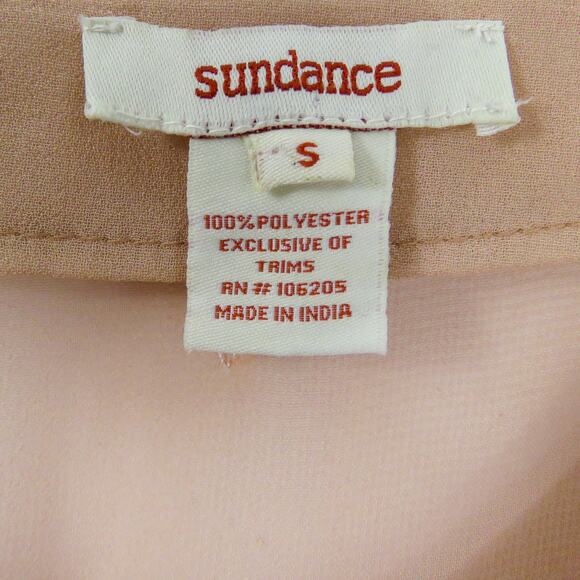 sundance
S
100% POLYESTER
EXCLUSIVE OF
TRIMS
RN # 106205
MADE IN INDIA